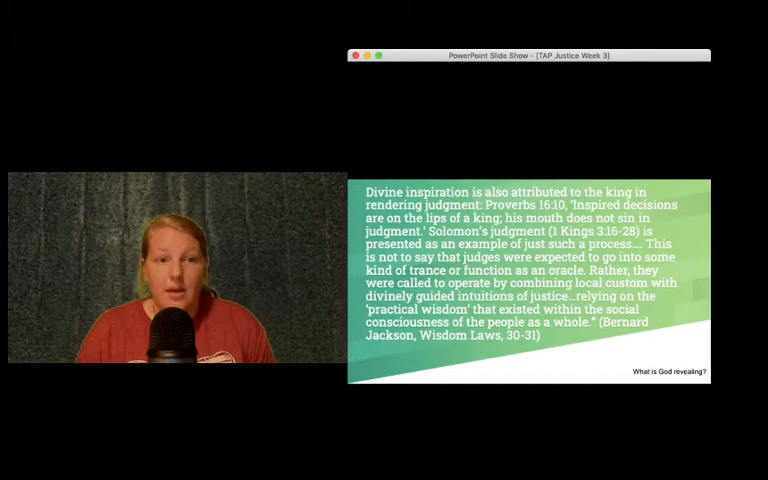 PowerPoint Slide Show - [TAP Justice Week 3]
Divine inspiration is also attributed to the king in
rendering judgment: Proverbs 16:10, 'Inspired decisions
are on the lips of a king; his mouth does not sin in
judgment.' Solomon's judgment (1 Kings 3:16-28) is
presented as an example of just such a process.... This
is not to say that judges were expected to go into some
kind of trance or function as an oracle. Rather, they
were called to operate by combining local custom with
divinely guided intuitions of justice...relying on the
'practical wisdom' that existed within the social
consciousness of the people as a whole." (Bernard
Jackson, Wisdom Laws, 30-31)
What is God revealing?